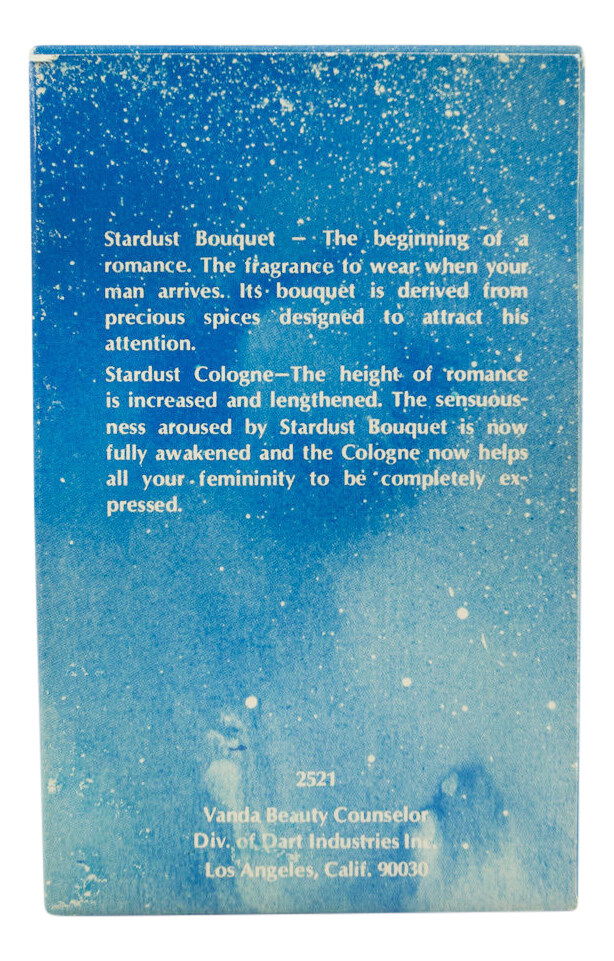 Stardust Bouquet — The beginning of a
romance. The fragrance to wear when your
man arrives. Its bouquet is derived from
precious spices designed to attract his
attention.
Stardust Cologne—The height of romance
is increased and lengthened. The sensuous-
ness aroused by Stardust Bouquet is now
fully awakened and the Cologne now helps
all your femininity to be completely ex-
pressed.
2521
Vanda Beauty Counselor
Div. of Dart Industries Inc.
Los Angeles, Calif. 90030